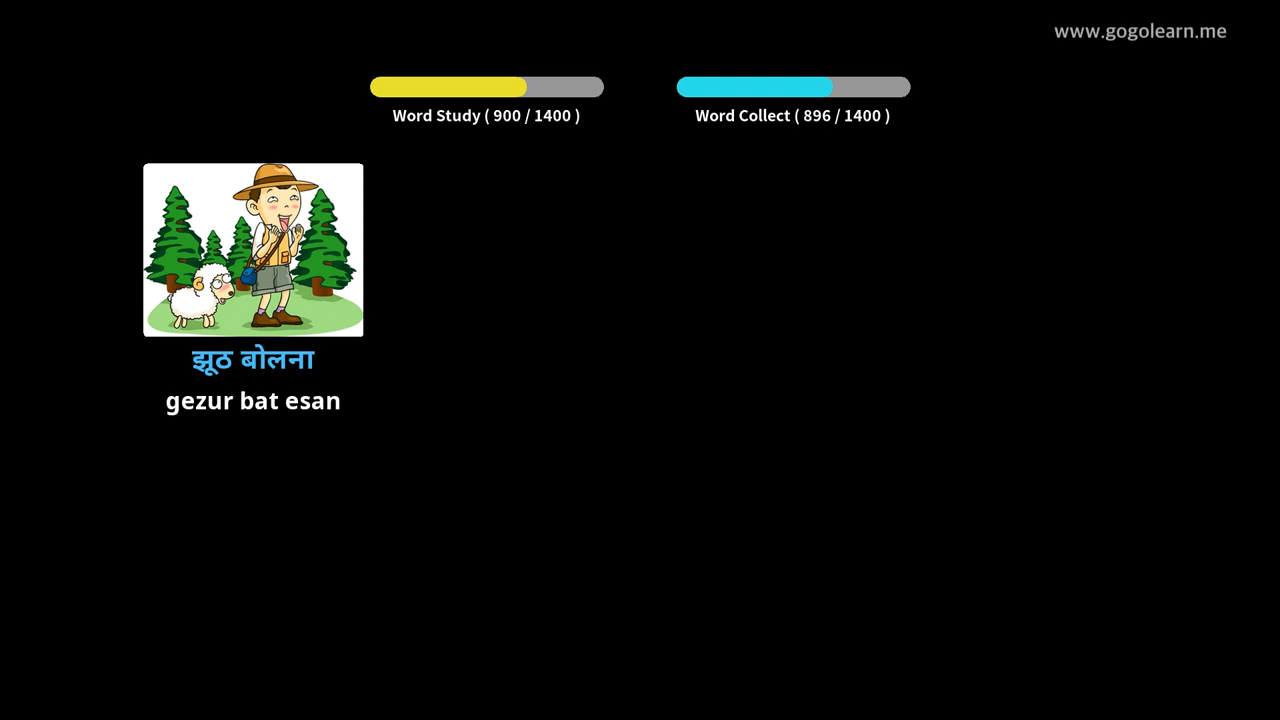 www.gogolearn.me
Word Study ( 900 / 1400 )
Word Collect ( 896 / 1400 )
झूठ बोलना
gezur bat esan